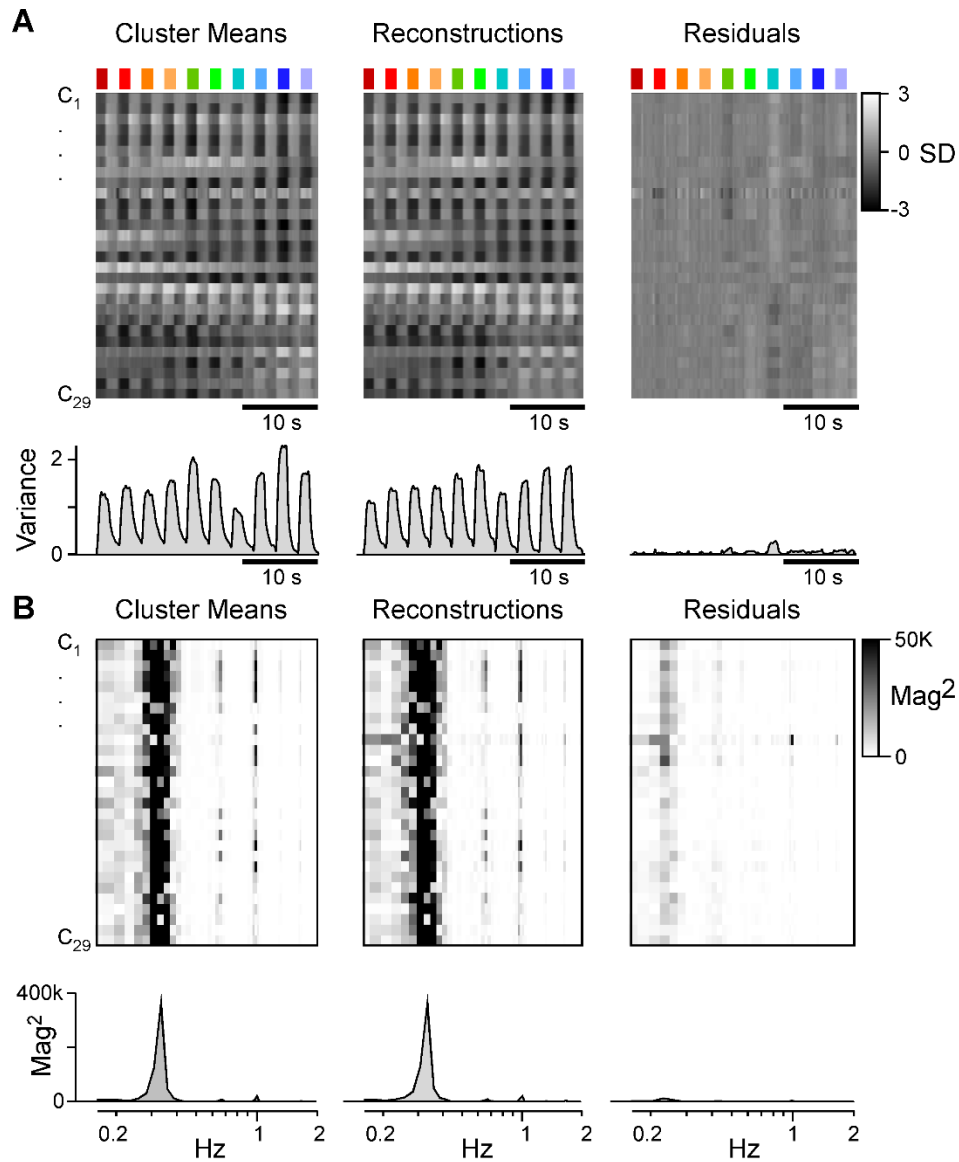 A
Cluster Means Reconstructions Residuals
C1
.
.
.
C29
3
0 SD
-3
10 s 10 s 10 s
Variance
2
1
0
10 s 10 s 10 s
B
Cluster Means Reconstructions Residuals
C1
.
.
.
C29
50K
Mag2
0
Mag2
400k
0
0.2 1 2 0.2 1 2 0.2 1 2
Hz Hz Hz